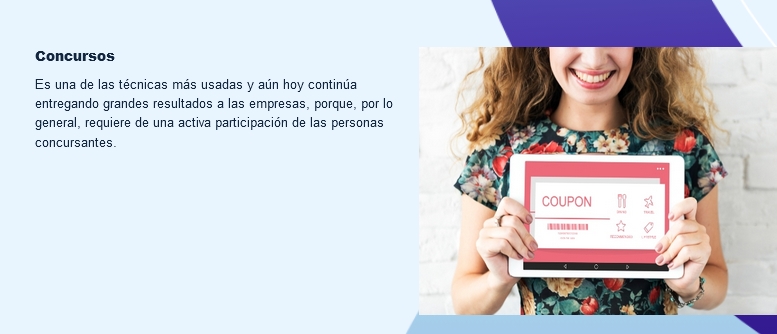 Concursos
Es una de las técnicas más usadas y aún hoy continúa
entregando grandes resultados a las empresas, porque, por lo
general, requiere de una activa participación de las personas
concursantes.
COUPON